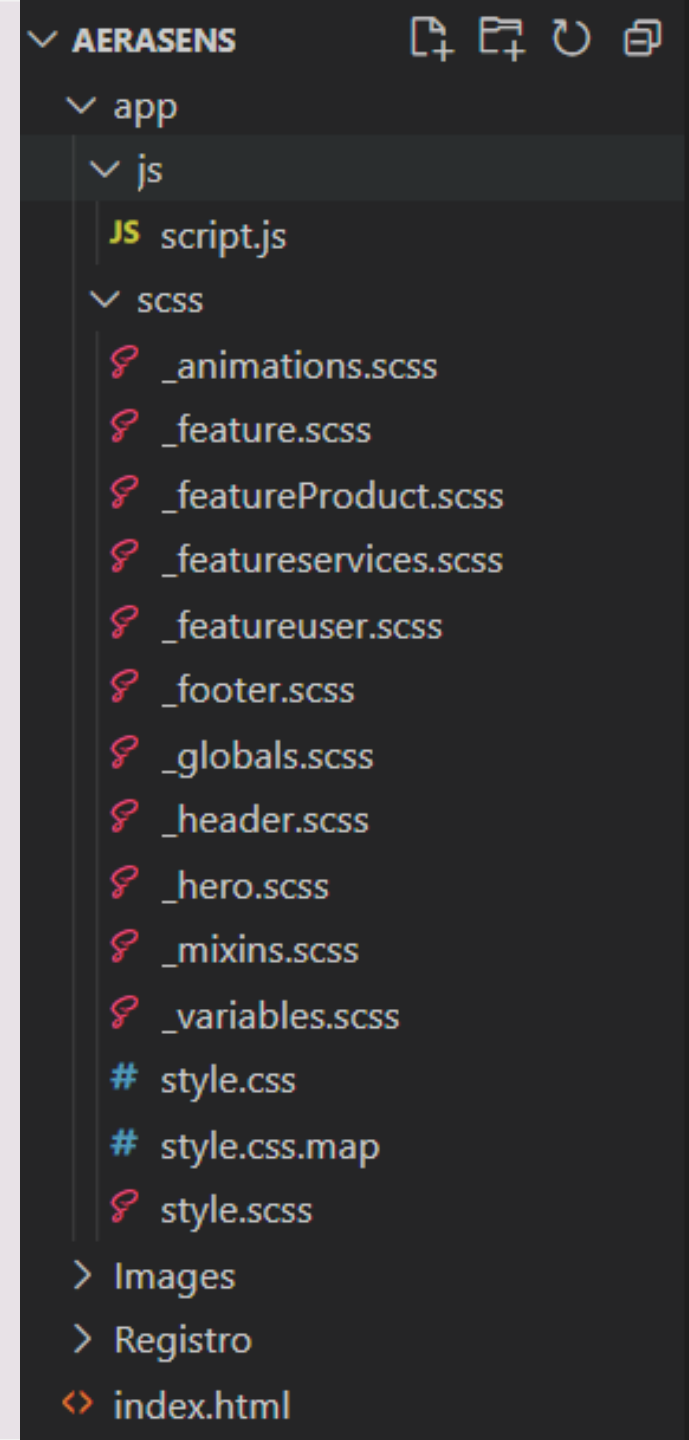 AERASENS
app
js
JS script.js
scss
_animations.scss
_feature.scss
_featureProduct.scss
_featureservices.scss
_featureuser.scss
_footer.scss
_globals.scss
_header.scss
_hero.scss
_mixins.scss
_variables.scss
# style.css
# style.css.map
style.scss
Images
Registro
<> index.html